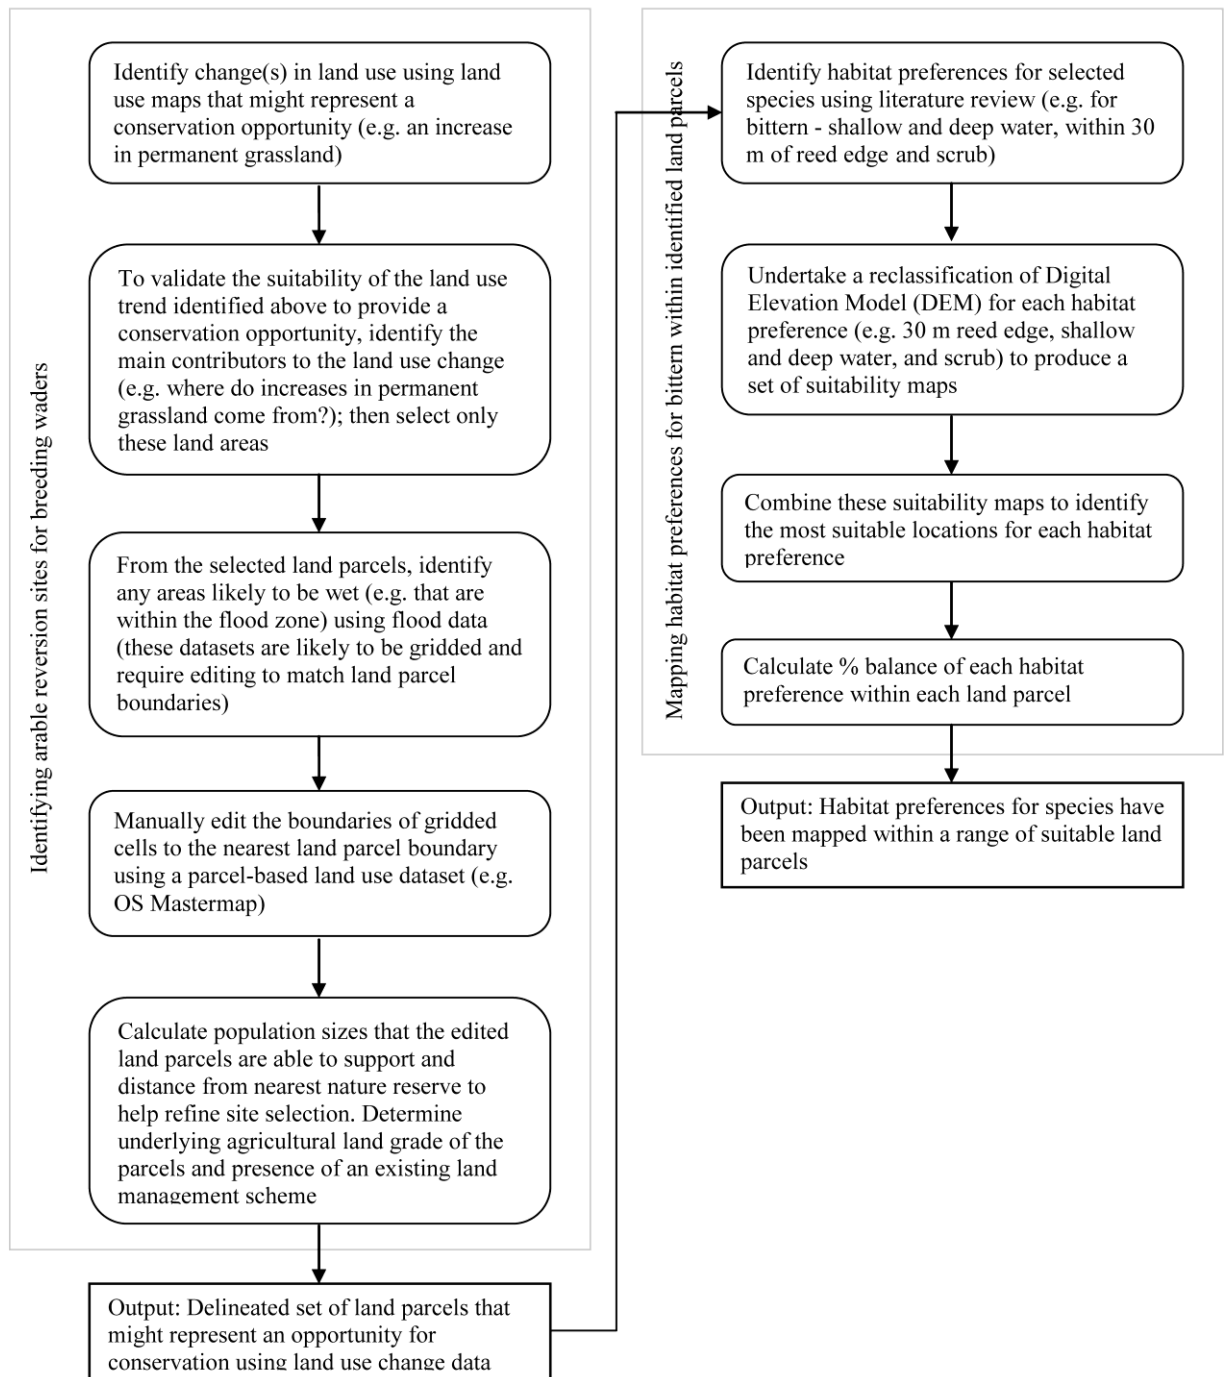 Identifying arable reversion sites for breeding waders
Identify change(s) in land use using land
use maps that might represent a
conservation opportunity (e.g. an increase
in permanent grassland)
To validate the suitability of the land use
trend identified above to provide a
conservation opportunity, identify the
main contributors to the land use change
(e.g. where do increases in permanent
grassland come from?); then select only
these land areas
From the selected land parcels, identify
any areas likely to be wet (e.g. that are
within the flood zone) using flood data
(these datasets are likely to be gridded and
require editing to match land parcel
boundaries)
Manually edit the boundaries of gridded
cells to the nearest land parcel boundary
using a parcel-based land use dataset (e.g.
OS Mastermap)
Calculate population sizes that the edited
land parcels are able to support and
distance from nearest nature reserve to
help refine site selection. Determine
underlying agricultural land grade of the
parcels and presence of an existing land
management scheme
Output: Delineated set of land parcels that
might represent an opportunity for
conservation using land use change data
Mapping habitat preferences for bittern within identified land parcels
Identify habitat preferences for selected
species using literature review (e.g. for
bittern - shallow and deep water, within 30
m of reed edge and scrub)
Undertake a reclassification of Digital
Elevation Model (DEM) for each habitat
preference (e.g. 30 m reed edge, shallow
and deep water, and scrub) to produce a
set of suitability maps
Combine these suitability maps to identify
the most suitable locations for each habitat
preference
Calculate % balance of each habitat
preference within each land parcel
Output: Habitat preferences for species have
been mapped within a range of suitable land
parcels